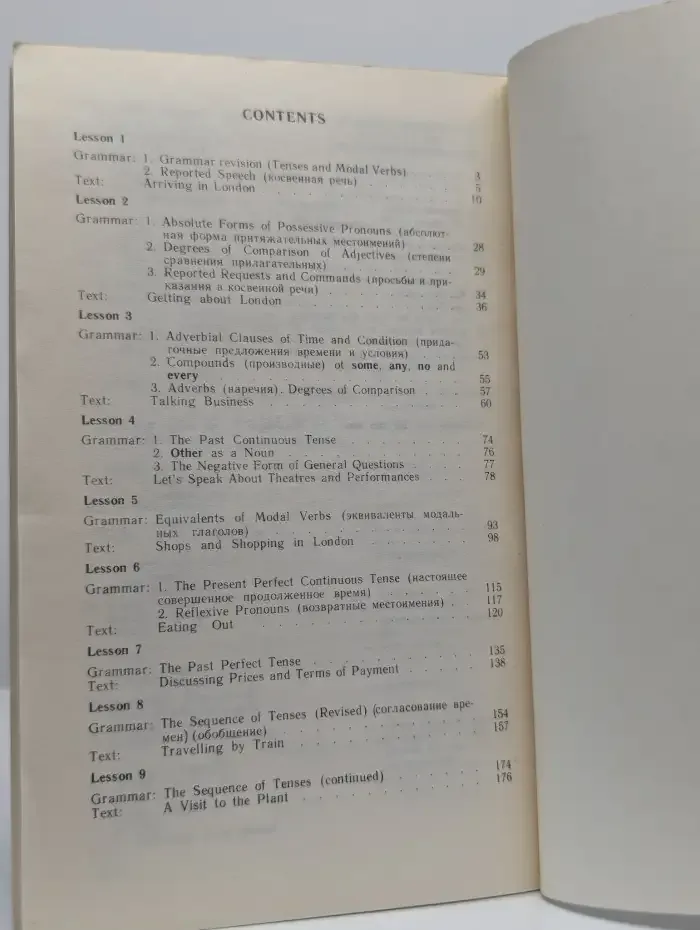 CONTENTS
Lesson 1
Grammar: 1. Grammar revision (Tenses and Modal Verbs) . . 3
2. Reported Speech (косвенная речь) . . . . . . 5
Text: Arriving in London . . . . . . . . 10
Lesson 2
Grammar: 1. Absolute Forms of Possessive Pronouns (абсолют-
ная форма притяжательных местоимений) . . . 28
2. Degrees of Comparison of Adjectives (степени
сравнения прилагательных) . . . . . . 29
3. Reported Requests and Commands (просьбы и при-
казания в косвенной речи) . . . . . . 34
Text: Getting about London . . . . . . . . 36
Lesson 3
Grammar: 1. Adverbial Clauses of Time and Condition (прида-
точные предложения времени и условия) . . . 53
2. Compounds (производные) of some, any, no and
every . . . . . . . . . . . 55
3. Adverbs (наречия). Degrees of Comparison . . . 57
Text: Talking Business . . . . . . . . 60
Lesson 4
Grammar: 1. The Past Continuous Tense . . . . . . . 74
2. Other as a Noun . . . . . . . . . 76
3. The Negative Form of General Questions . . . . 77
Text: Let's Speak About Theatres and Performances . . . 78
Lesson 5
Grammar: Equivalents of Modal Verbs (эквиваленты модаль-
ных глаголов) . . . . . . . . . . 93
Text: Shops and Shopping in London . . . . . . 98
Lesson 6
Grammar: 1. The Present Perfect Continuous Tense (настоящее
совершенное продолженное время) . . . . . 115
2. Reflexive Pronouns (возвратные местоимения) . . 117
Text: Eating Out . . . . . . . . . . 120
Lesson 7
Grammar: The Past Perfect Tense . . . . . . . . 135
Text: Discussing Prices and Terms of Payment . . . . . 138
Lesson 8
Grammar: The Sequence of Tenses (Revised) (согласование вре-
мен) (обобщение) . . . . . . . . . 154
Text: Travelling by Train . . . . . . . . . 157
Lesson 9
Grammar: The Sequence of Tenses (continued) . . . . . 174
Text: A Visit to the Plant . . . . . . . . . 176